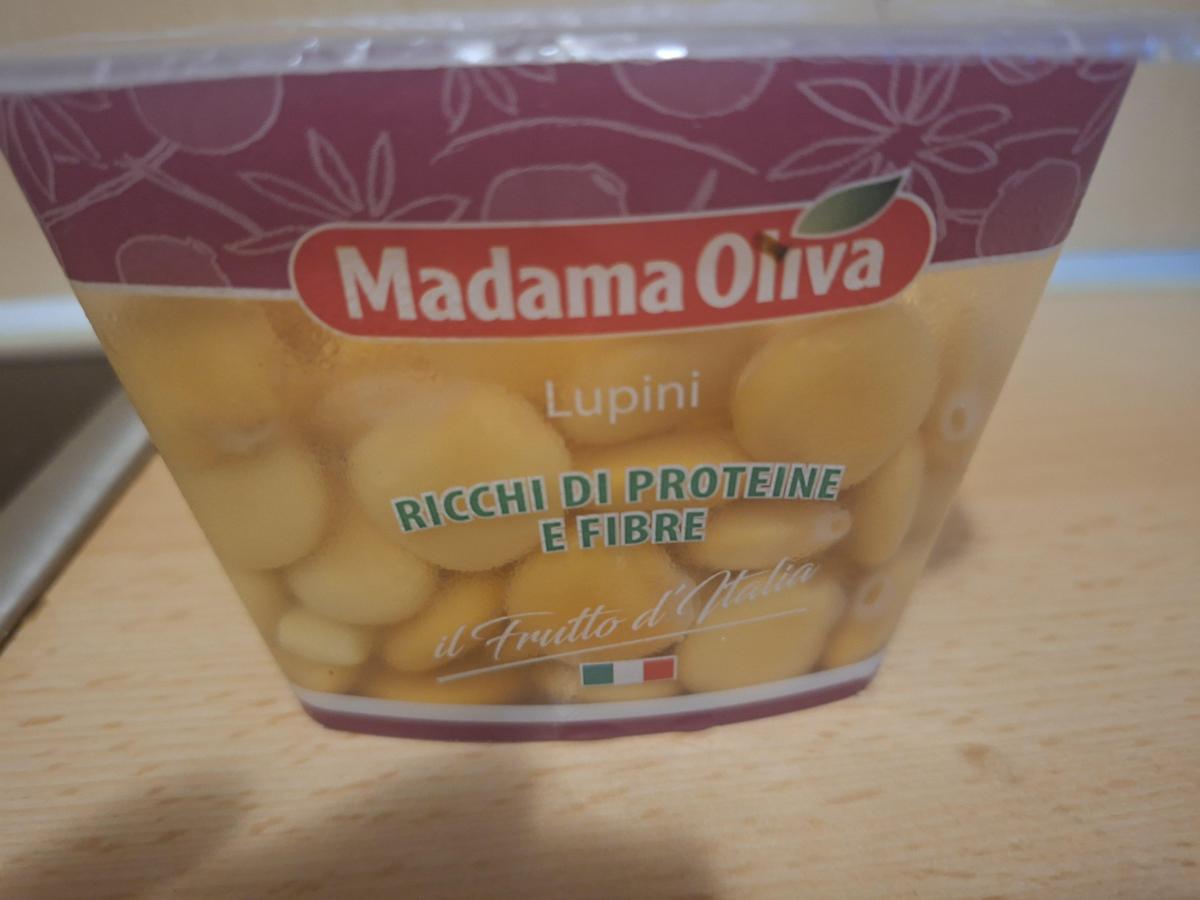 Madama Oliva
Lupini
RICCHI DI PROTEINE
E FIBRE
il Frutto d'Italia